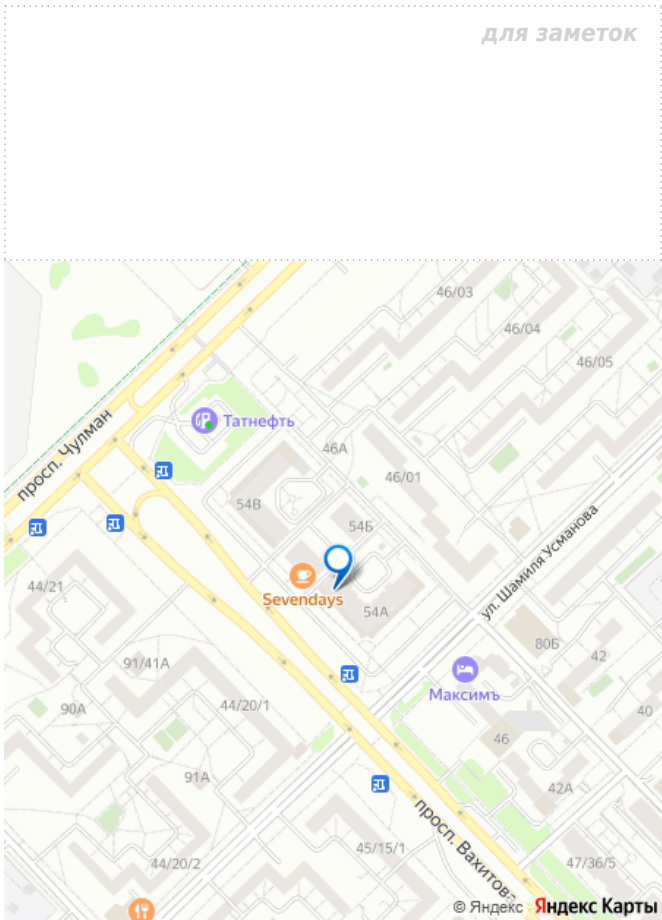 для заметок
46/03
46/04
46/05
просп. Чулман
Татнефть
46А
46/01
54В
54Б
ул. Шамиля Усманова
Sevendays
54А
44/21
80Б
42
91/41А
Максимъ
90А
44/20/1
40
46
91А
42А
просп. Вахитова
45/15/1
44/20/2
47/36/5
© Яндекс Яндекс Карты